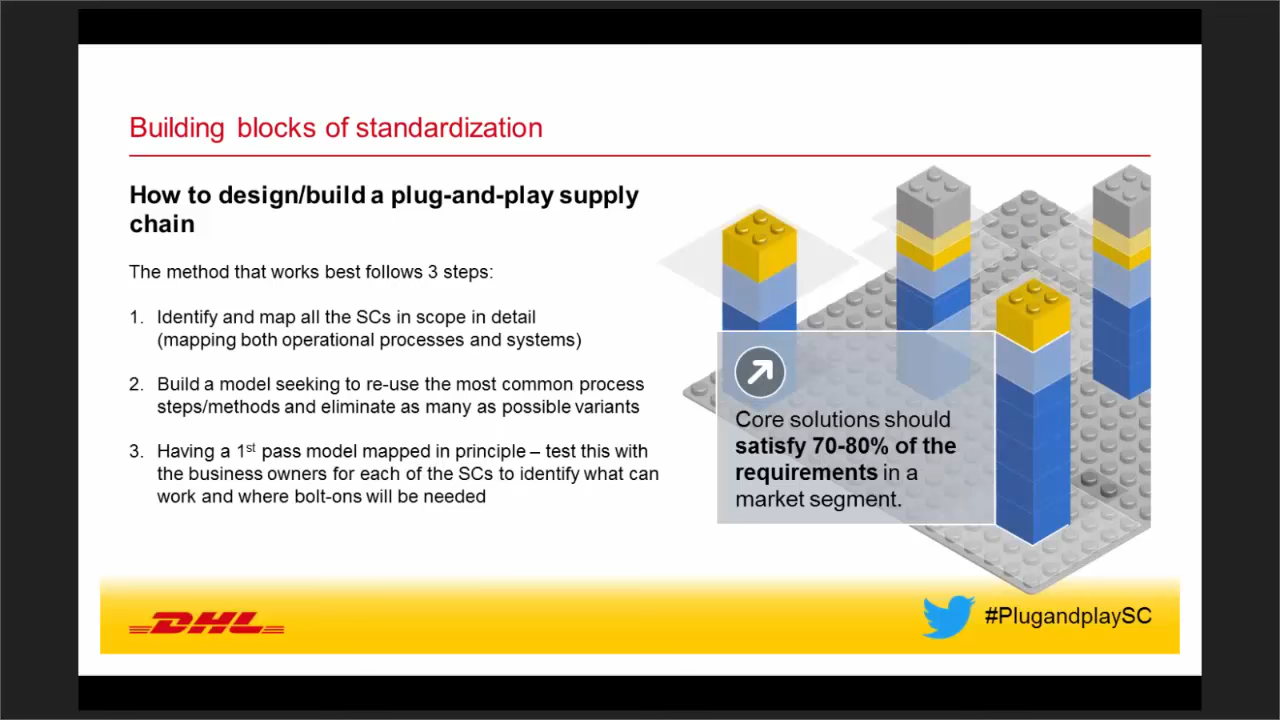 Building blocks of standardization
How to design/build a plug-and-play supply
chain
The method that works best follows 3 steps:
1. Identify and map all the SCs in scope in detail
(mapping both operational processes and systems)
2. Build a model seeking to re-use the most common process
steps/methods and eliminate as many as possible variants
3. Having a 1st pass model mapped in principle – test this with
the business owners for each of the SCs to identify what can
work and where bolt-ons will be needed
Core solutions should
satisfy 70-80% of the
requirements in a
market segment.
DHL
#PlugandplaySC